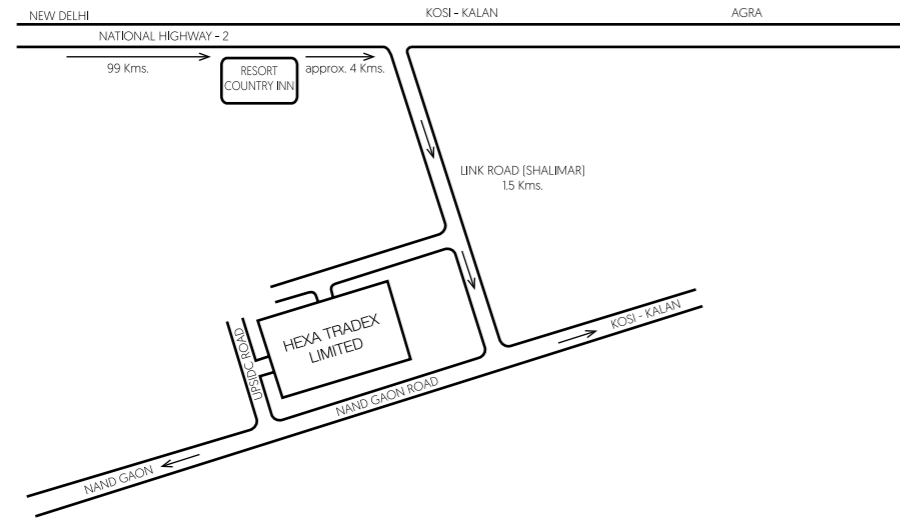 NEW DELHI
KOSI - KALAN
AGRA
NATIONAL HIGHWAY - 2
99 Kms.
RESORT
COUNTRY INN
approx. 4 Kms.
LINK ROAD (SHALIMAR)
1.5 Kms.
HEXA TRADEX
LIMITED
UPSIDC ROAD
KOSI - KALAN
NAND GAON ROAD
NAND GAON